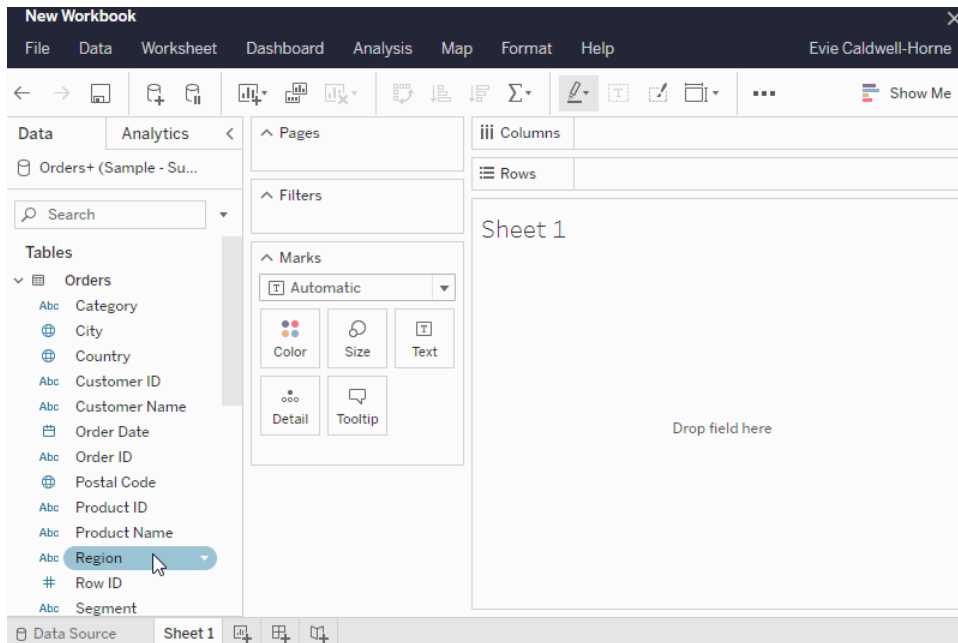 New Workbook
File Data Worksheet Dashboard Analysis Map Format Help Evie Caldwell-Horne
Show Me
Data Analytics
Orders+ (Sample - Su...
Search
Tables
Orders
Abc Category
City
Country
Abc Customer ID
Abc Customer Name
Order Date
Abc Order ID
Postal Code
Abc Product ID
Abc Product Name
Abc Region
# Row ID
Abc Segment
Pages
Filters
Marks
T Automatic
Color Size T Text
Detail Tooltip
iii Columns
Rows
Sheet 1
Drop field here
Data Source Sheet 1